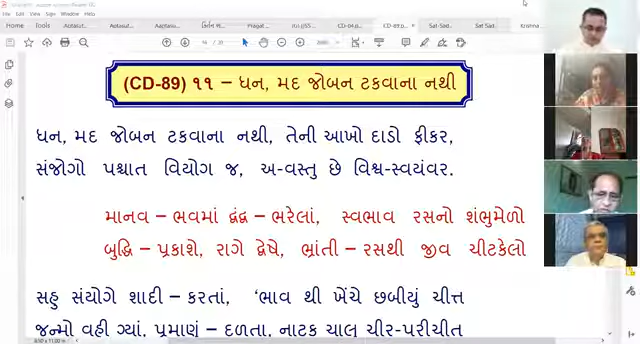 Home Tools
(CD-89) ૧૧ – ધન, મદ જોબન ટકવાના નથી
ધન, મદ જોબન ટકવાના નથી, તેની આખો દાડો ફીકર,
સંજોગો પશ્ચાત વિયોગ જ, અ-વસ્તુ છે વિશ્વ-સ્વયંવર.
માનવ – ભવમાં દ્વંદ્વ – ભરેલાં, સ્વભાવ રસનો શંભુમેળો
બુદ્ધિ – પ્રકાશે, રાગે દ્વેષે, ભ્રાંતી – રસથી જીવ ચીટકેલો
સહુ સંયોગે શાદી – કરતાં, 'ભાવ થી ખેંચે છબીયું ચીત્ત
જન્મો વહી ગ્યાં, પ્રમાણં – દળતા, નાટક ચાલુ ચીર-પરીચીત